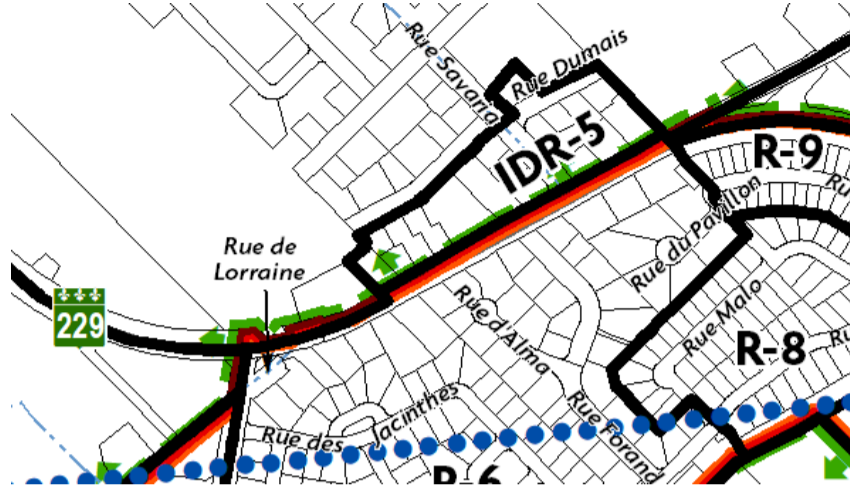 Rue Savaria
Rue Dumais
IDR-5
R-9
Rue de
Lorraine
Rue du Pavillon
Ru
229
Rue d'Alma
Rue Malo
R-8
Ru
Rue des Jacinthes
Rue Forand
R-6